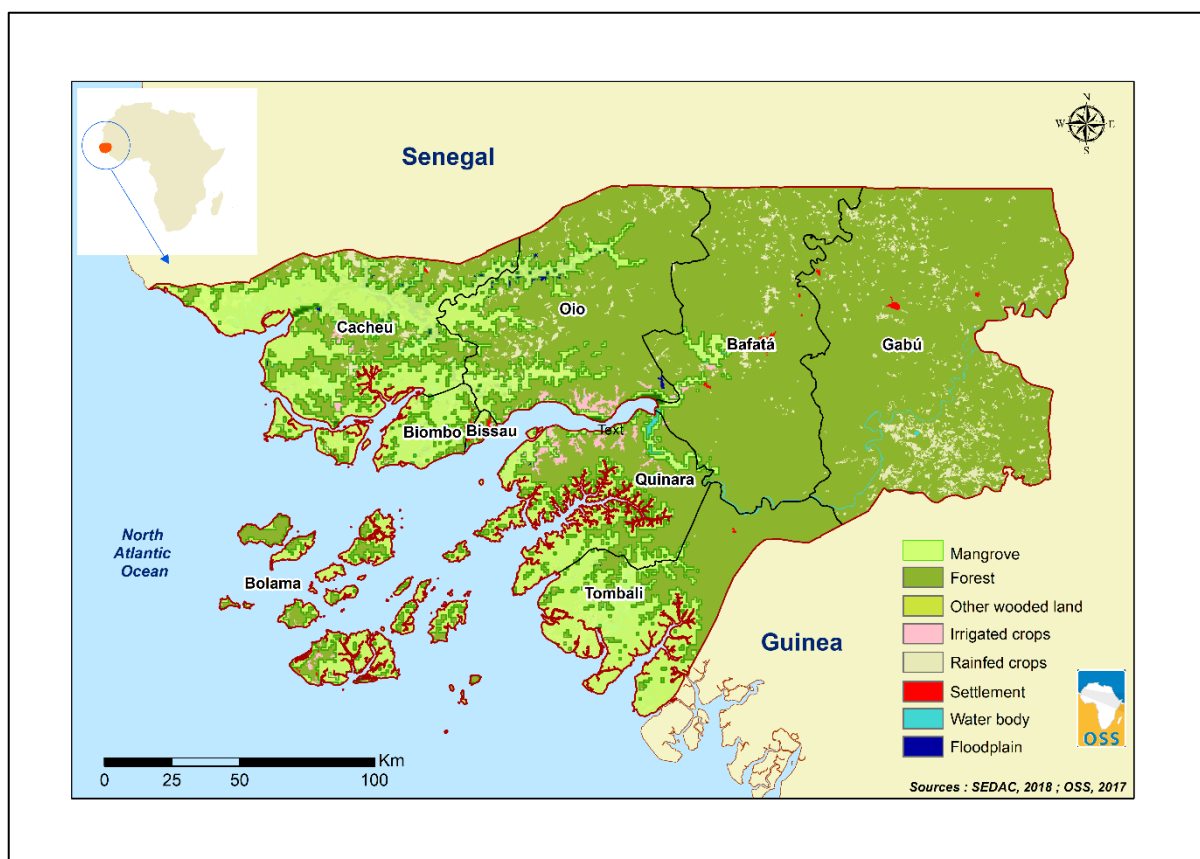 N
W
E
S
Senegal
Oio
Cacheu
Bafatá
Gabú
Biombo
Bissau
Text
Quinara
North
Atlantic
Ocean
Bolama
Tombali
Guinea
Mangrove
Forest
Other wooded land
Irrigated crops
Rainfed crops
Settlement
Water body
Floodplain
OSS
Km
0 25 50 100
Sources : SEDAC, 2018 ; OSS, 2017